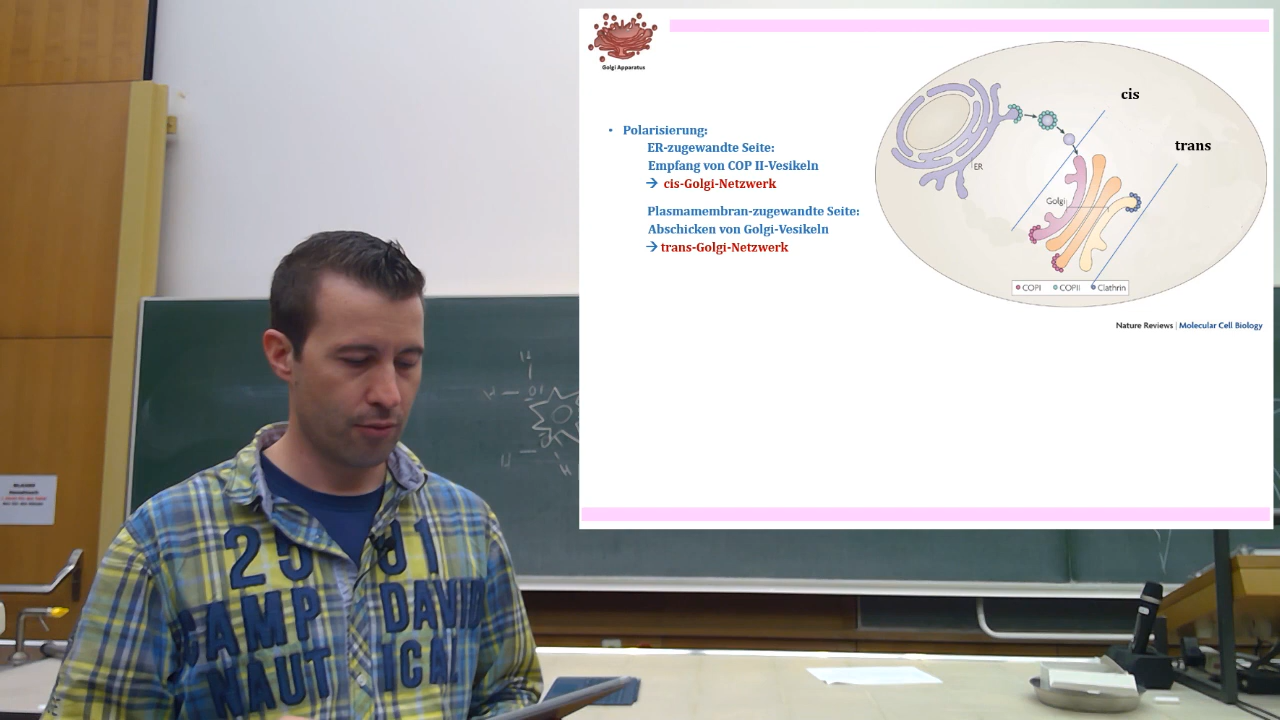 Golgi Apparatus
• Polarisierung:
ER-zugewandte Seite:
Empfang von COP II-Vesikeln
→ cis-Golgi-Netzwerk
Plasmamembran-zugewandte Seite:
Abschicken von Golgi-Vesikeln
→ trans-Golgi-Netzwerk
cis
trans
ER
Golgi
COPI COPII Clathrin
Nature Reviews | Molecular Cell Biology
25 01
CAMP DAVID
NAUTICAL